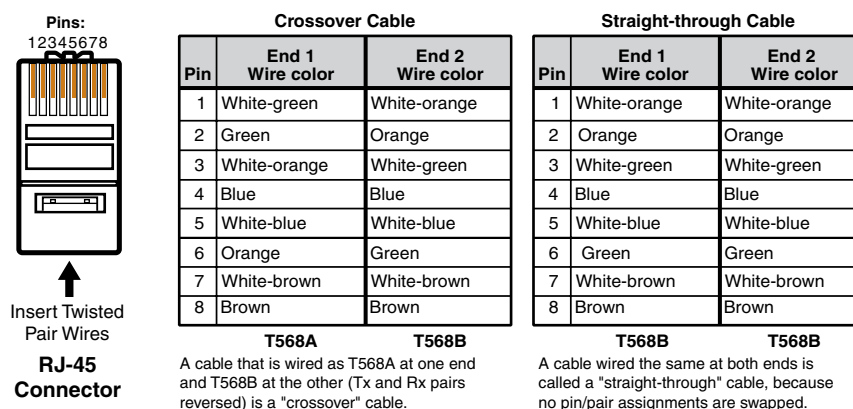 Pins:
12345678
Insert Twisted
Pair Wires
RJ-45
Connector
Crossover Cable
Pin End 1 Wire color End 2 Wire color
1 White-green White-orange
2 Green Orange
3 White-orange White-green
4 Blue Blue
5 White-blue White-blue
6 Orange Green
7 White-brown White-brown
8 Brown Brown
T568A T568B
A cable that is wired as T568A at one end
and T568B at the other (Tx and Rx pairs
reversed) is a "crossover" cable.
Straight-through Cable
Pin End 1 Wire color End 2 Wire color
1 White-orange White-orange
2 Orange Orange
3 White-green White-green
4 Blue Blue
5 White-blue White-blue
6 Green Green
7 White-brown White-brown
8 Brown Brown
T568B T568B
A cable wired the same at both ends is
called a "straight-through" cable, because
no pin/pair assignments are swapped.